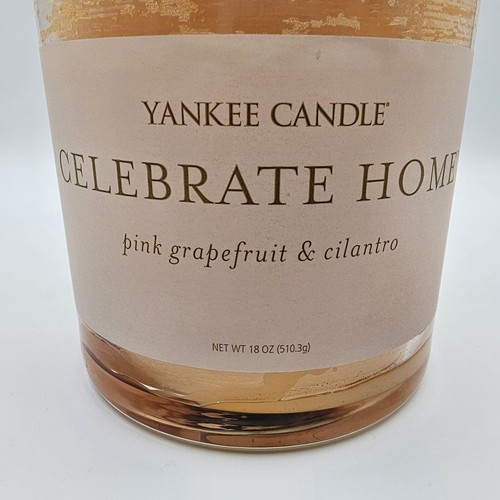 YANKEE CANDLE®
CELEBRATE HOME
pink grapefruit & cilantro
NET WT 18 OZ (510.3g)